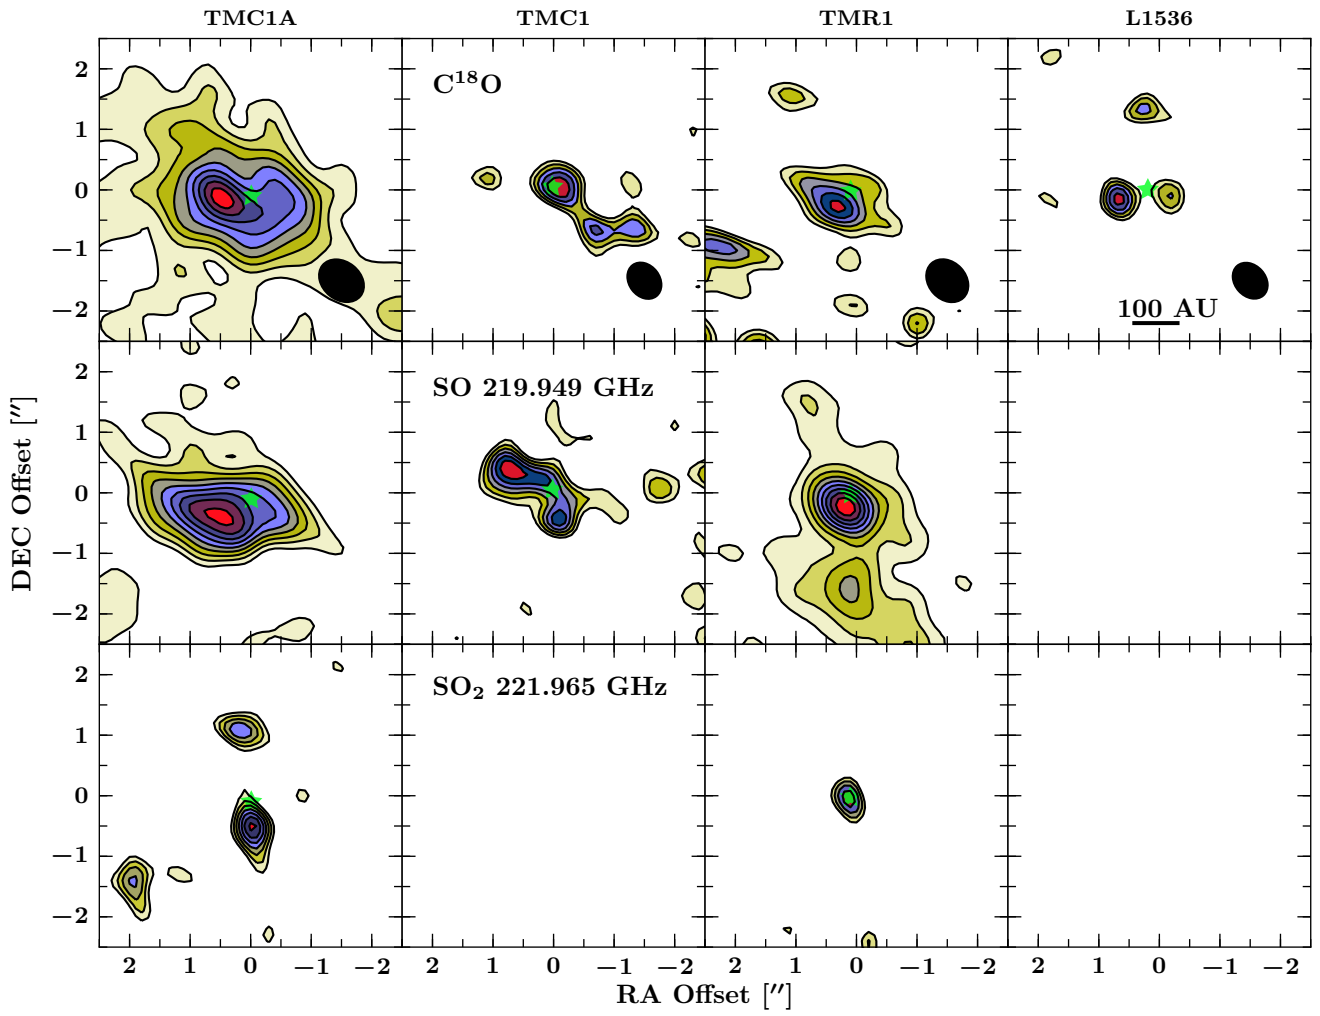 TMC1A TMC1 TMR1 L1536
2 C¹⁸O
1
0
−1
−2 100 AU
2 SO 219.949 GHz
1
0
−1
−2
DEC Offset [″]
2 SO₂ 221.965 GHz
1
0
−1
−2
2 1 0 −1 −2 2 1 0 −1 −2 2 1 0 −1 −2 2 1 0 −1 −2
RA Offset [″]